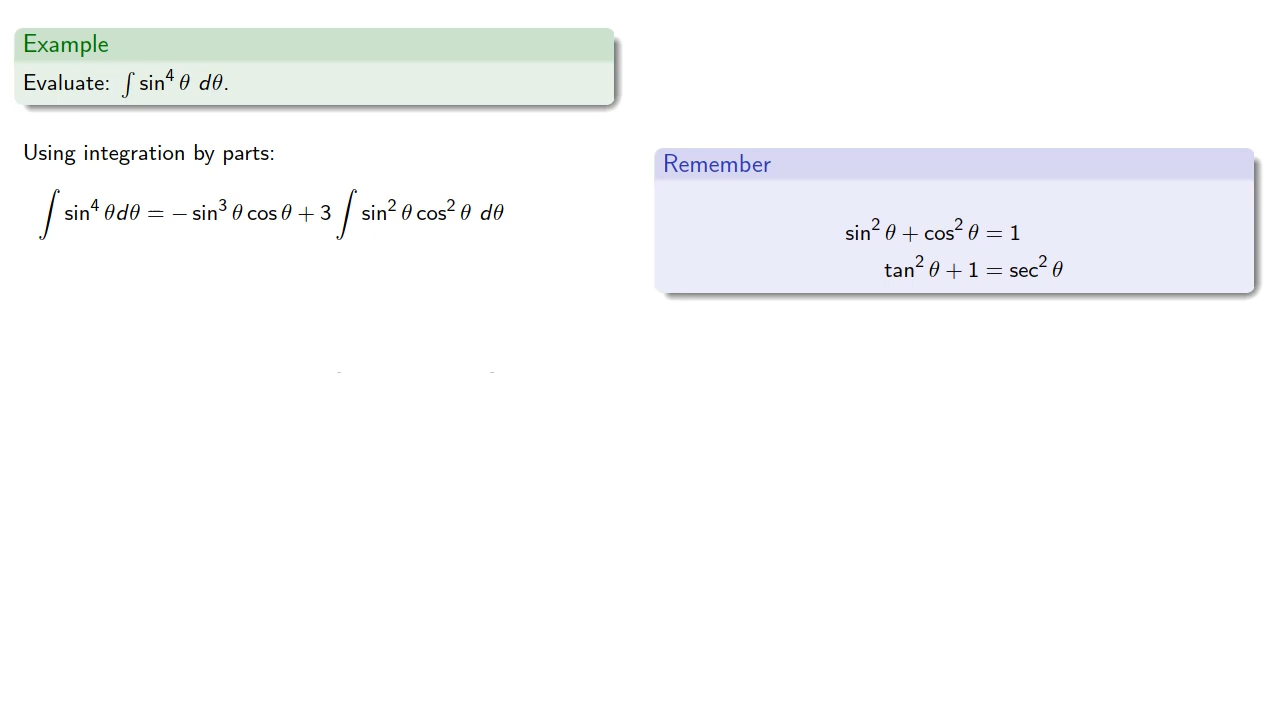 Example
Evaluate: ∫ sin⁴ θ dθ.
Using integration by parts:
∫ sin⁴ θdθ = − sin³ θ cos θ + 3 ∫ sin² θ cos² θ dθ
Remember
sin² θ + cos² θ = 1
tan² θ + 1 = sec² θ